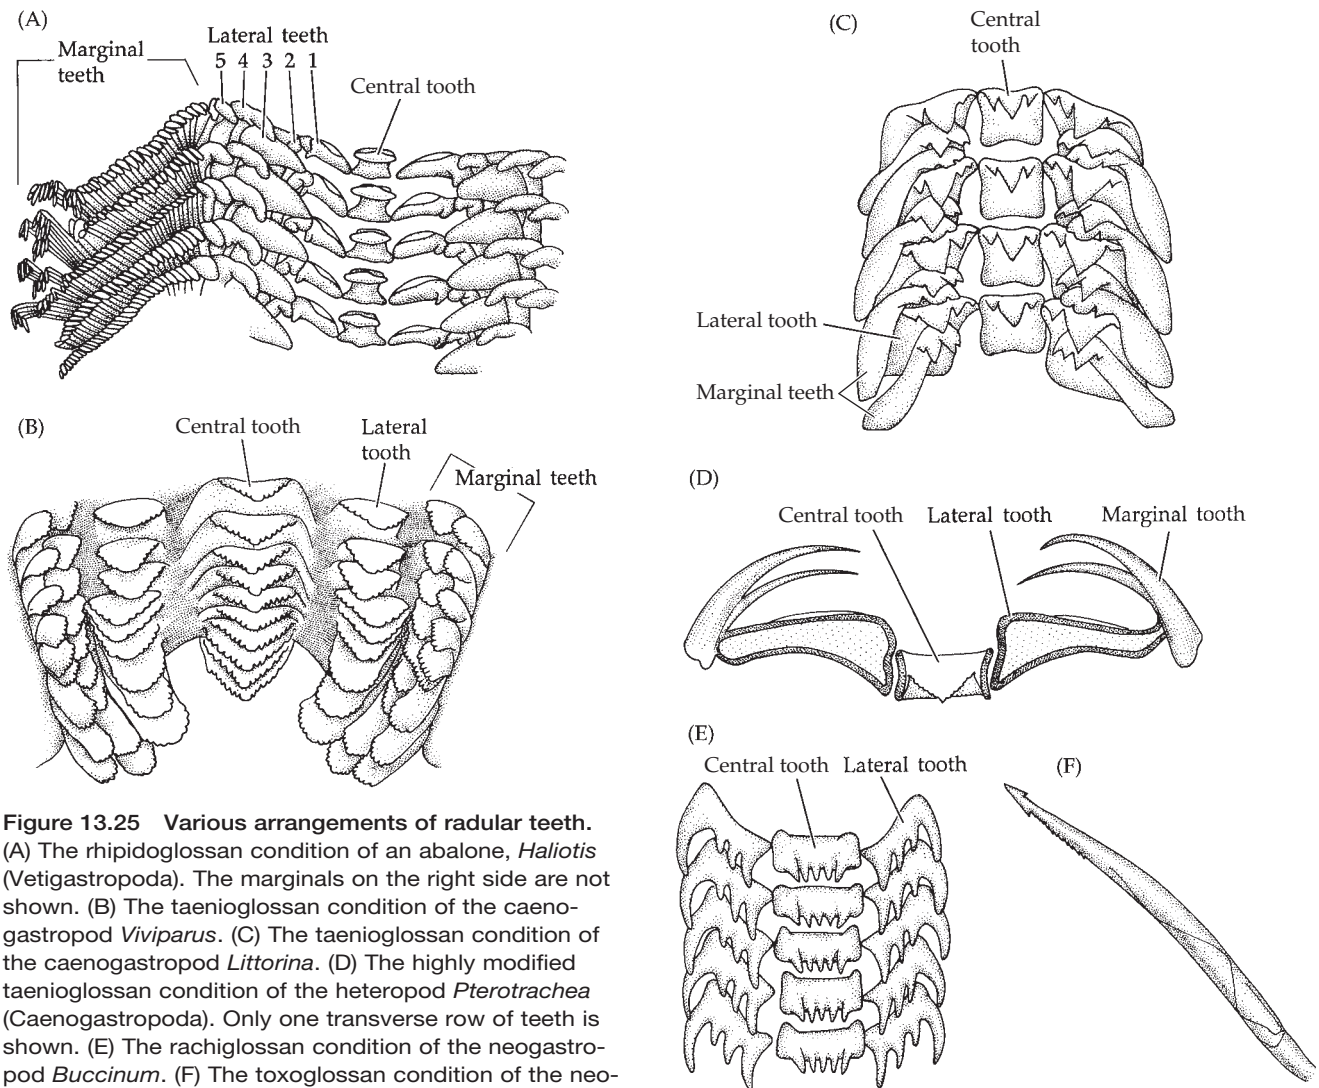 (A)
Marginal
teeth
Lateral teeth
5 4 3 2 1
Central tooth
(B)
Central tooth
Lateral
tooth
Marginal teeth
(C)
Central
tooth
Lateral tooth
Marginal teeth
(D)
Central tooth
Lateral tooth
Marginal tooth
(E)
Central tooth
Lateral tooth
(F)
Figure 13.25 Various arrangements of radular teeth.
(A) The rhipidoglossan condition of an abalone, Haliotis
(Vetigastropoda). The marginals on the right side are not
shown. (B) The taenioglossan condition of the caeno-
gastropod Viviparus. (C) The taenioglossan condition of
the caenogastropod Littorina. (D) The highly modified
taenioglossan condition of the heteropod Pterotrachea
(Caenogastropoda). Only one transverse row of teeth is
shown. (E) The rachiglossan condition of the neogastro-
pod Buccinum. (F) The toxoglossan condition of the neo-